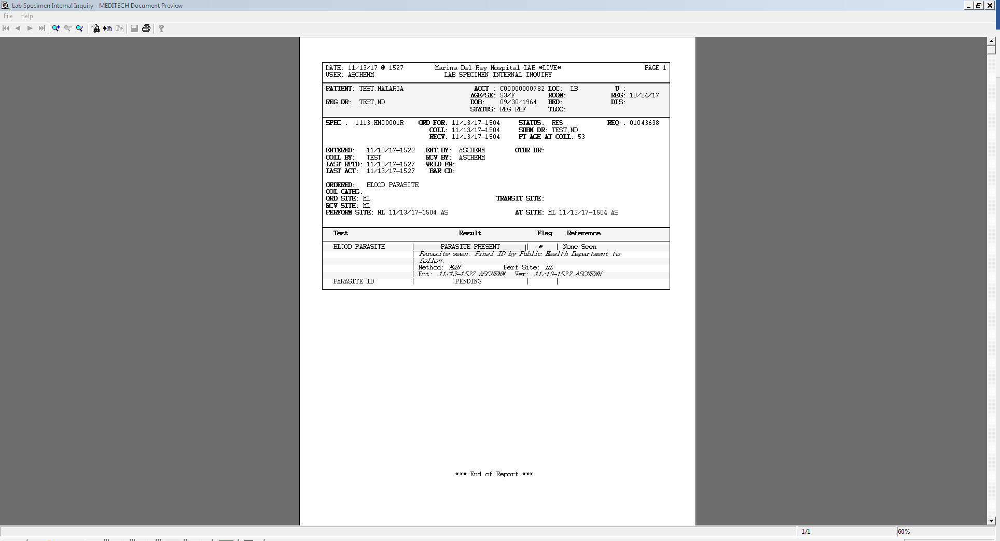 Lab Specimen Internal Inquiry - MEDITECH Document Preview
File Help
DATE: 11/13/17 @ 1527 Marina Del Rey Hospital LAB *LIVE* PAGE 1
USER: ASCHEMM LAB SPECIMEN INTERNAL INQUIRY
PATIENT: TEST,MALARIA ACCT : C00000000782 LOC: LB U :
AGE/SX: 53/F ROOM: REG: 10/24/17
REG DR: TEST,MD DOB: 09/30/1964 BED: DIS:
STATUS: REG REF TLOC:
SPEC : 1113:HM00001R ORD FOR: 11/13/17-1504 STATUS: RES REQ : 01043638
COLL: 11/13/17-1504 SUBM DR: TEST,MD
RECV: 11/13/17-1504 PT AGE AT COLL: 53
ENTERED: 11/13/17-1522 ENT BY: ASCHEMM OTHR DR:
COLL BY: TEST RCV BY: ASCHEMM
LAST RPTD: 11/13/17-1527 WKLD FN:
LAST ACT: 11/13/17-1527 BAR CD:
ORDERED: BLOOD PARASITE
COL CATEG:
ORD SITE: ML TRANSIT SITE:
RCV SITE: ML
PERFORM SITE: ML 11/13/17-1504 AS AT SITE: ML 11/13/17-1504 AS
Test Result Flag Reference
BLOOD PARASITE | PARASITE PRESENT | * | None Seen
| Parasite seen. Final ID by Public Health Department to
| follow.
| Method: MAN Perf Site: ML
| Ent: 11/13-1527 ASCHEMM, Ver: 11/13-1527 ASCHEMM
PARASITE ID | PENDING | |
*** End of Report ***
1/1 60%